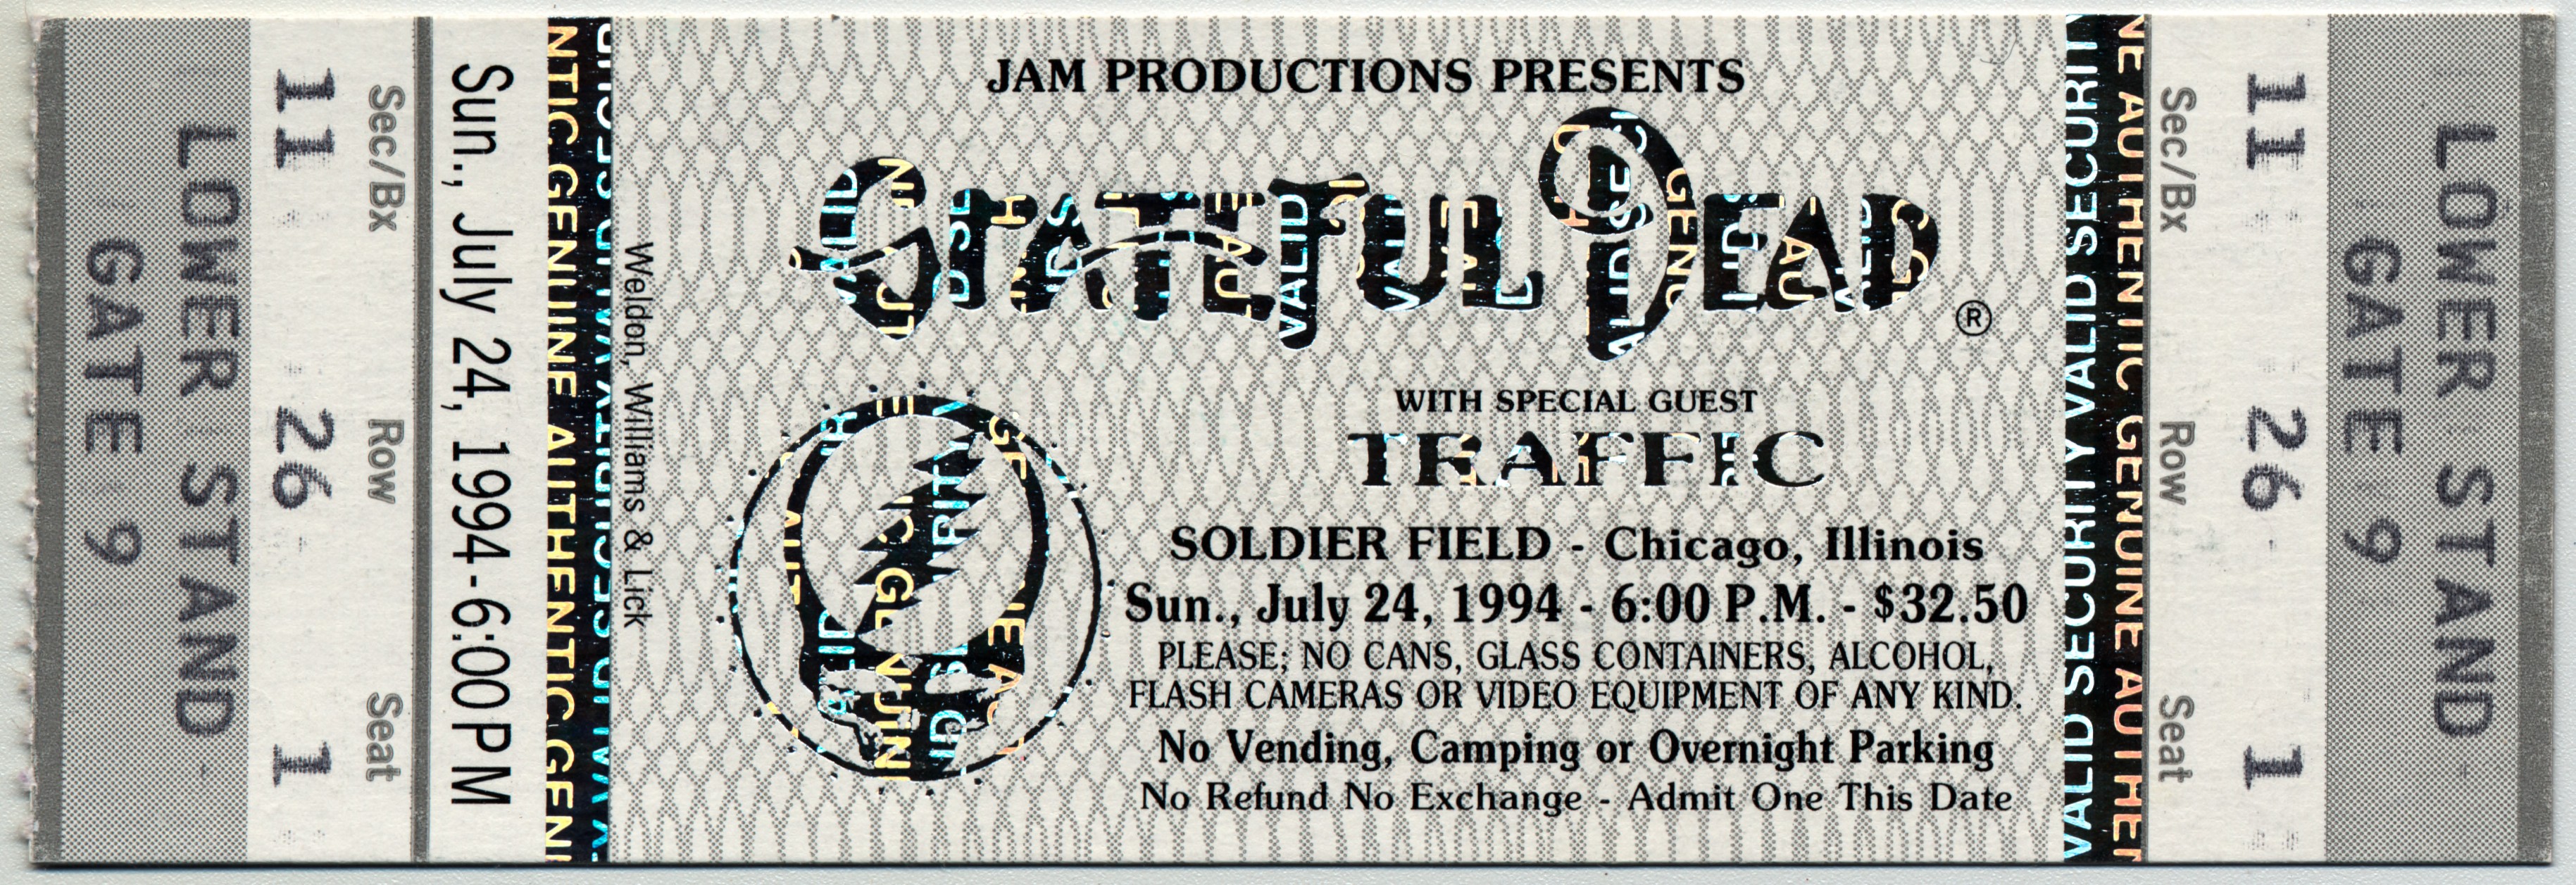 LOWER STAND
GATE 9
Sec/Bx Row Seat
11 26 1
Sun., July 24, 1994 - 6:00 PM
NTIC GENUINE AUTHENTIC GENI
Weldon, Williams & Lick
JAM PRODUCTIONS PRESENTS
GRATEFUL DEAD ®
WITH SPECIAL GUEST
TRAFFIC
SOLDIER FIELD - Chicago, Illinois
Sun., July 24, 1994 - 6:00 P.M. - $32.50
PLEASE; NO CANS, GLASS CONTAINERS, ALCOHOL,
FLASH CAMERAS OR VIDEO EQUIPMENT OF ANY KIND.
No Vending, Camping or Overnight Parking
No Refund No Exchange - Admit One This Date
NE AUTHENTIC GENUINE AUTHEN
VALID SECURITY VALID SECURITY
Sec/Bx Row Seat
11 26 1
LOWER STAND
GATE 9